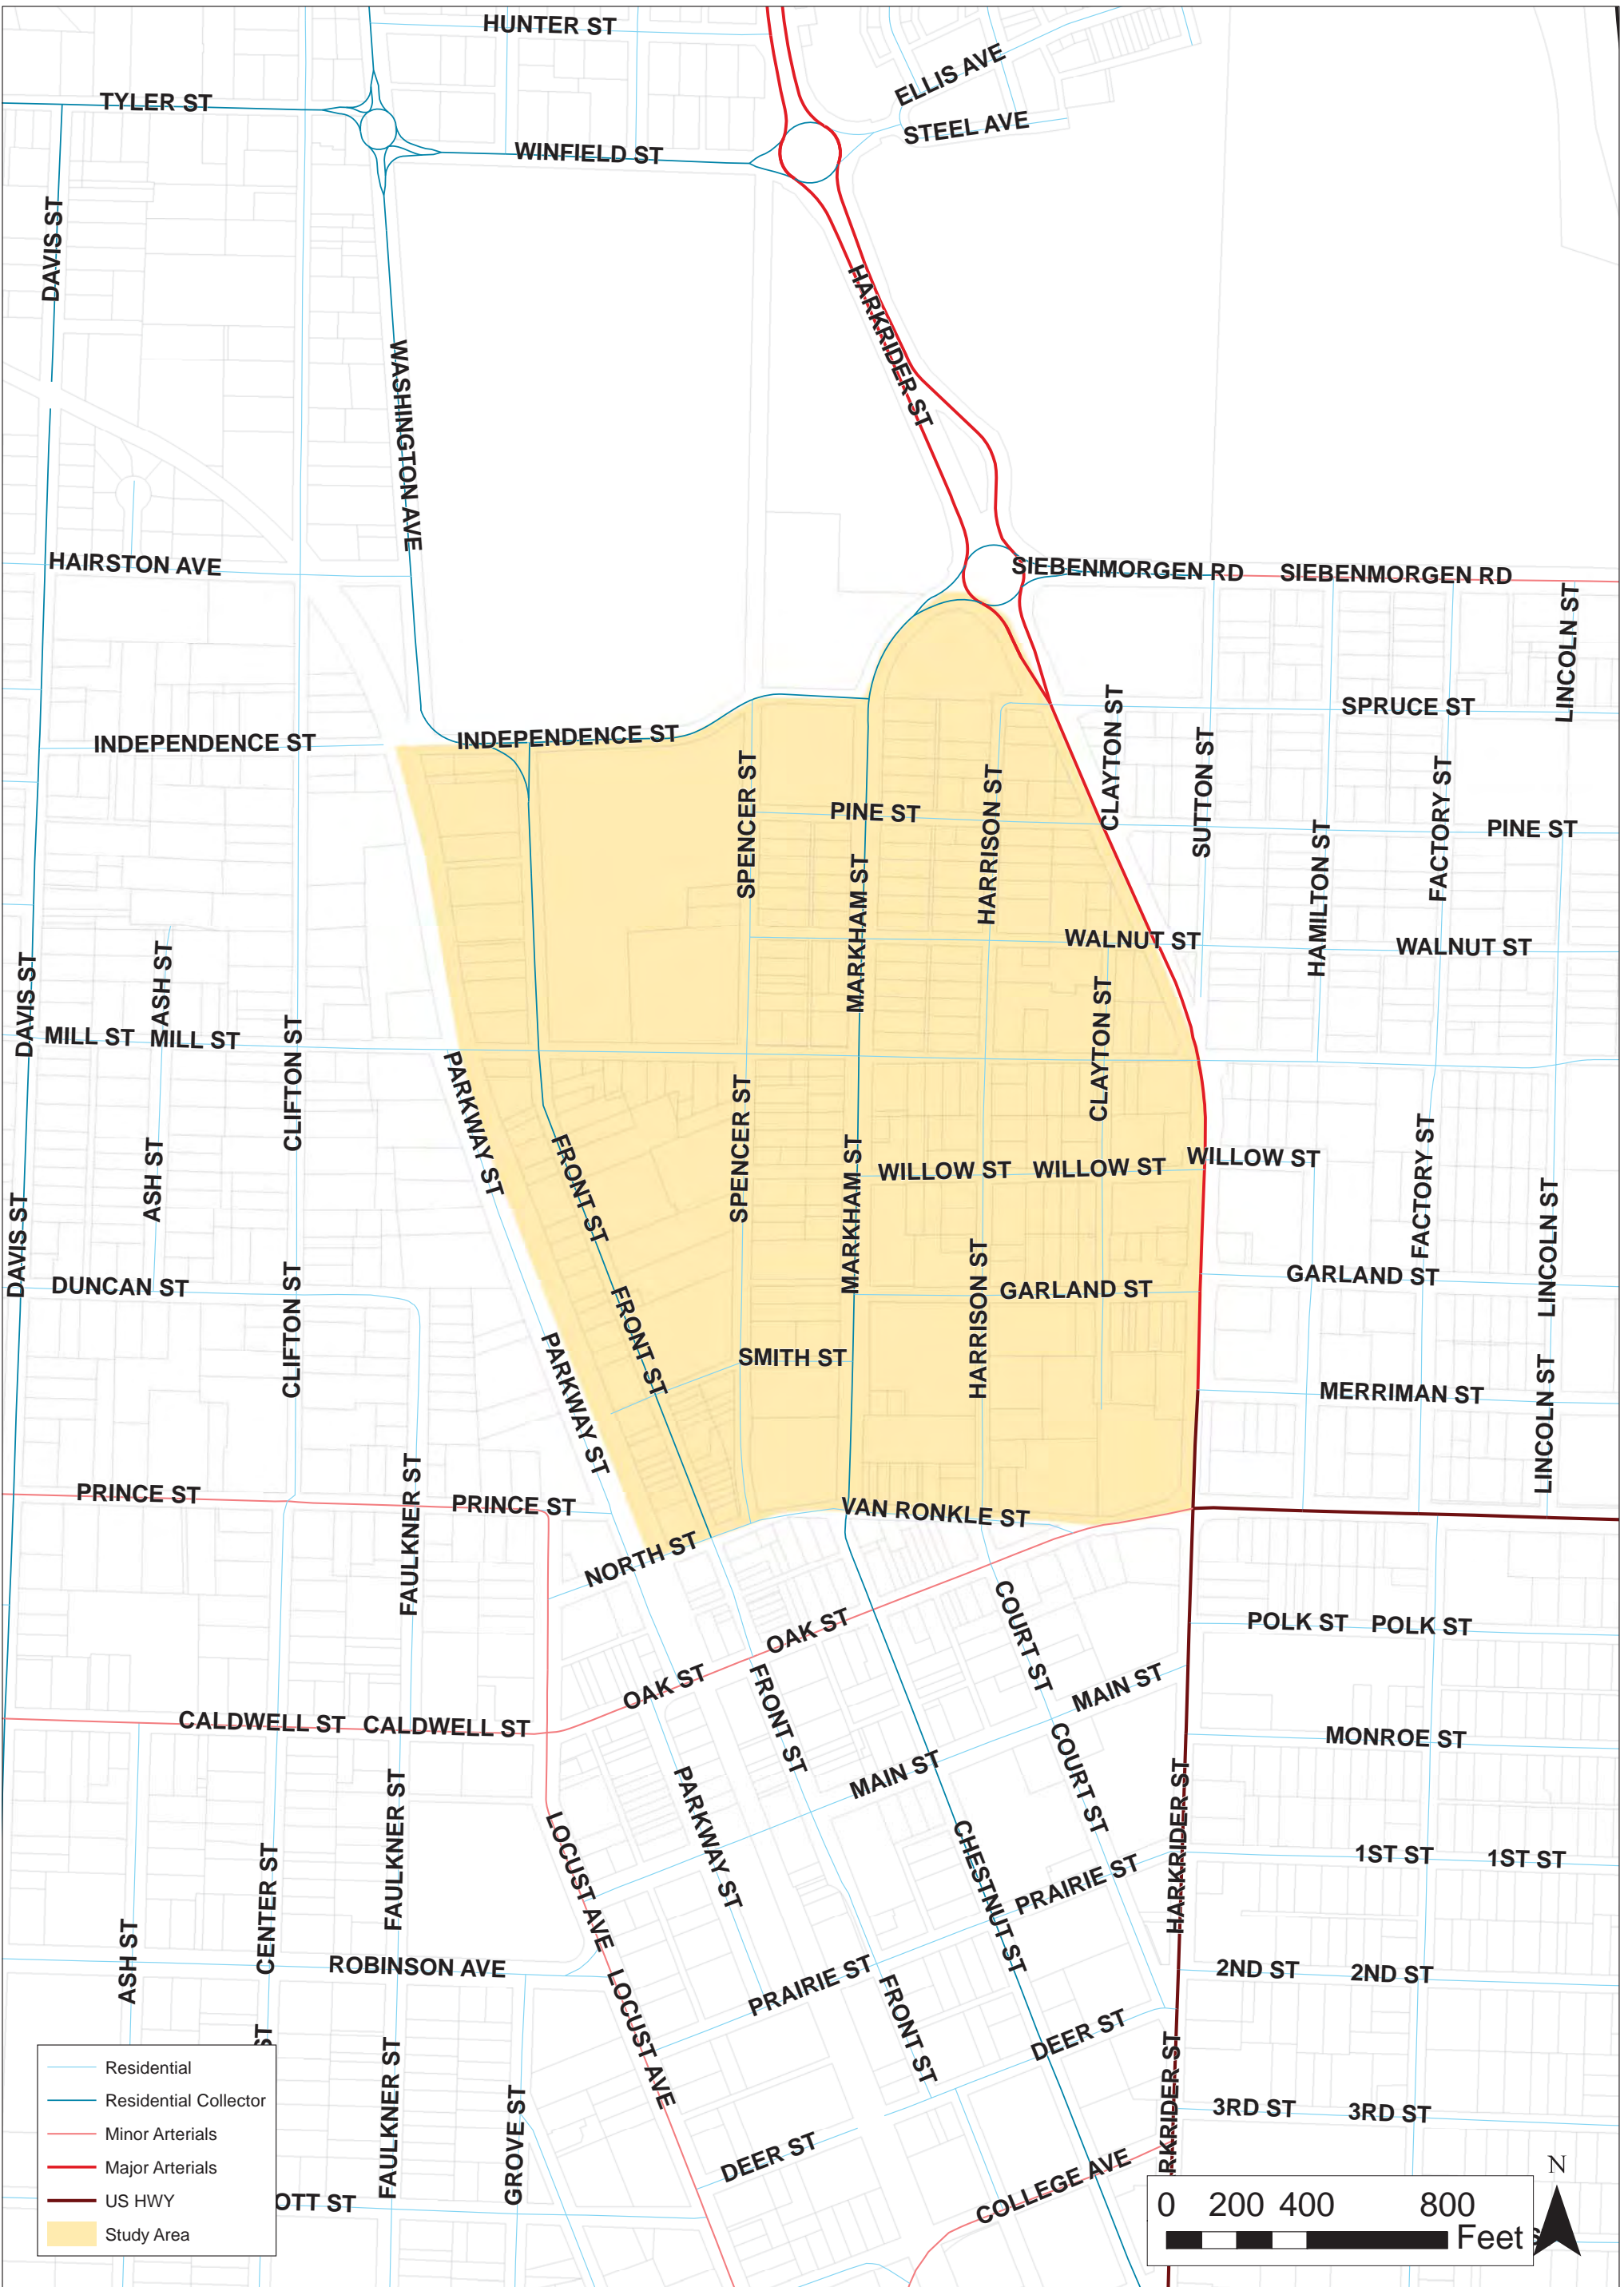 HUNTER ST
ELLIS AVE
TYLER ST
STEEL AVE
WINFIELD ST
DAVIS ST
HARKRIDER ST
WASHINGTON AVE
HAIRSTON AVE
SIEBENMORGEN RD
SIEBENMORGEN RD
LINCOLN ST
SPRUCE ST
CLAYTON ST
INDEPENDENCE ST
INDEPENDENCE ST
SUTTON ST
SPENCER ST
HARRISON ST
FACTORY ST
PINE ST
PINE ST
HAMILTON ST
MARKHAM ST
WALNUT ST
WALNUT ST
DAVIS ST
ASH ST
CLAYTON ST
MILL ST
MILL ST
CLIFTON ST
PARKWAY ST
SPENCER ST
FRONT ST
MARKHAM ST
WILLOW ST
WILLOW ST
WILLOW ST
FACTORY ST
ASH ST
LINCOLN ST
DAVIS ST
DUNCAN ST
CLIFTON ST
FRONT ST
HARRISON ST
GARLAND ST
GARLAND ST
PARKWAY ST
SMITH ST
MERRIMAN ST
LINCOLN ST
PRINCE ST
PRINCE ST
FAULKNER ST
VAN RONKLE ST
NORTH ST
COURT ST
POLK ST
POLK ST
OAK ST
OAK ST
FRONT ST
MAIN ST
CALDWELL ST
CALDWELL ST
MONROE ST
MAIN ST
COURT ST
PARKWAY ST
FAULKNER ST
HARKRIDER ST
LOCUST AVE
CHESTNUT ST
1ST ST
1ST ST
CENTER ST
PRAIRIE ST
ASH ST
ROBINSON AVE
PRAIRIE ST
2ND ST
2ND ST
LOCUST AVE
FRONT ST
DEER ST
ST
FAULKNER ST
GROVE ST
RKRIDER ST
3RD ST
3RD ST
DEER ST
COLLEGE AVE
OTT ST
Residential
Residential Collector
Minor Arterials
Major Arterials
US HWY
Study Area
N
0 200 400 800
Feet
S